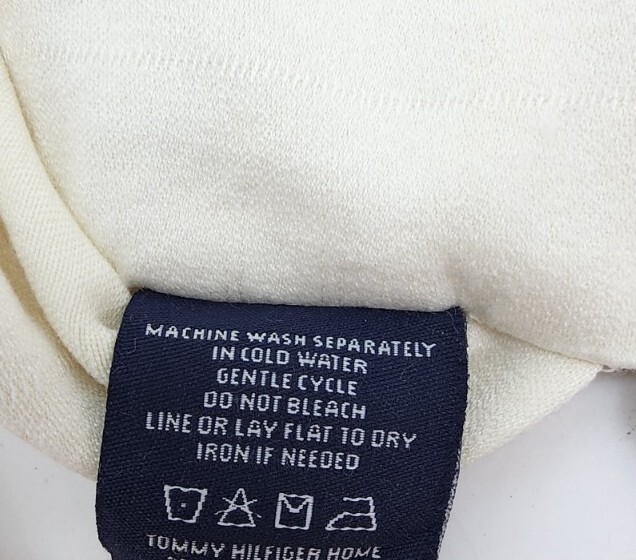 MACHINE WASH SEPARATELY
IN COLD WATER
GENTLE CYCLE
DO NOT BLEACH
LINE OR LAY FLAT TO DRY
IRON IF NEEDED
TOMMY HILFIGER HOME